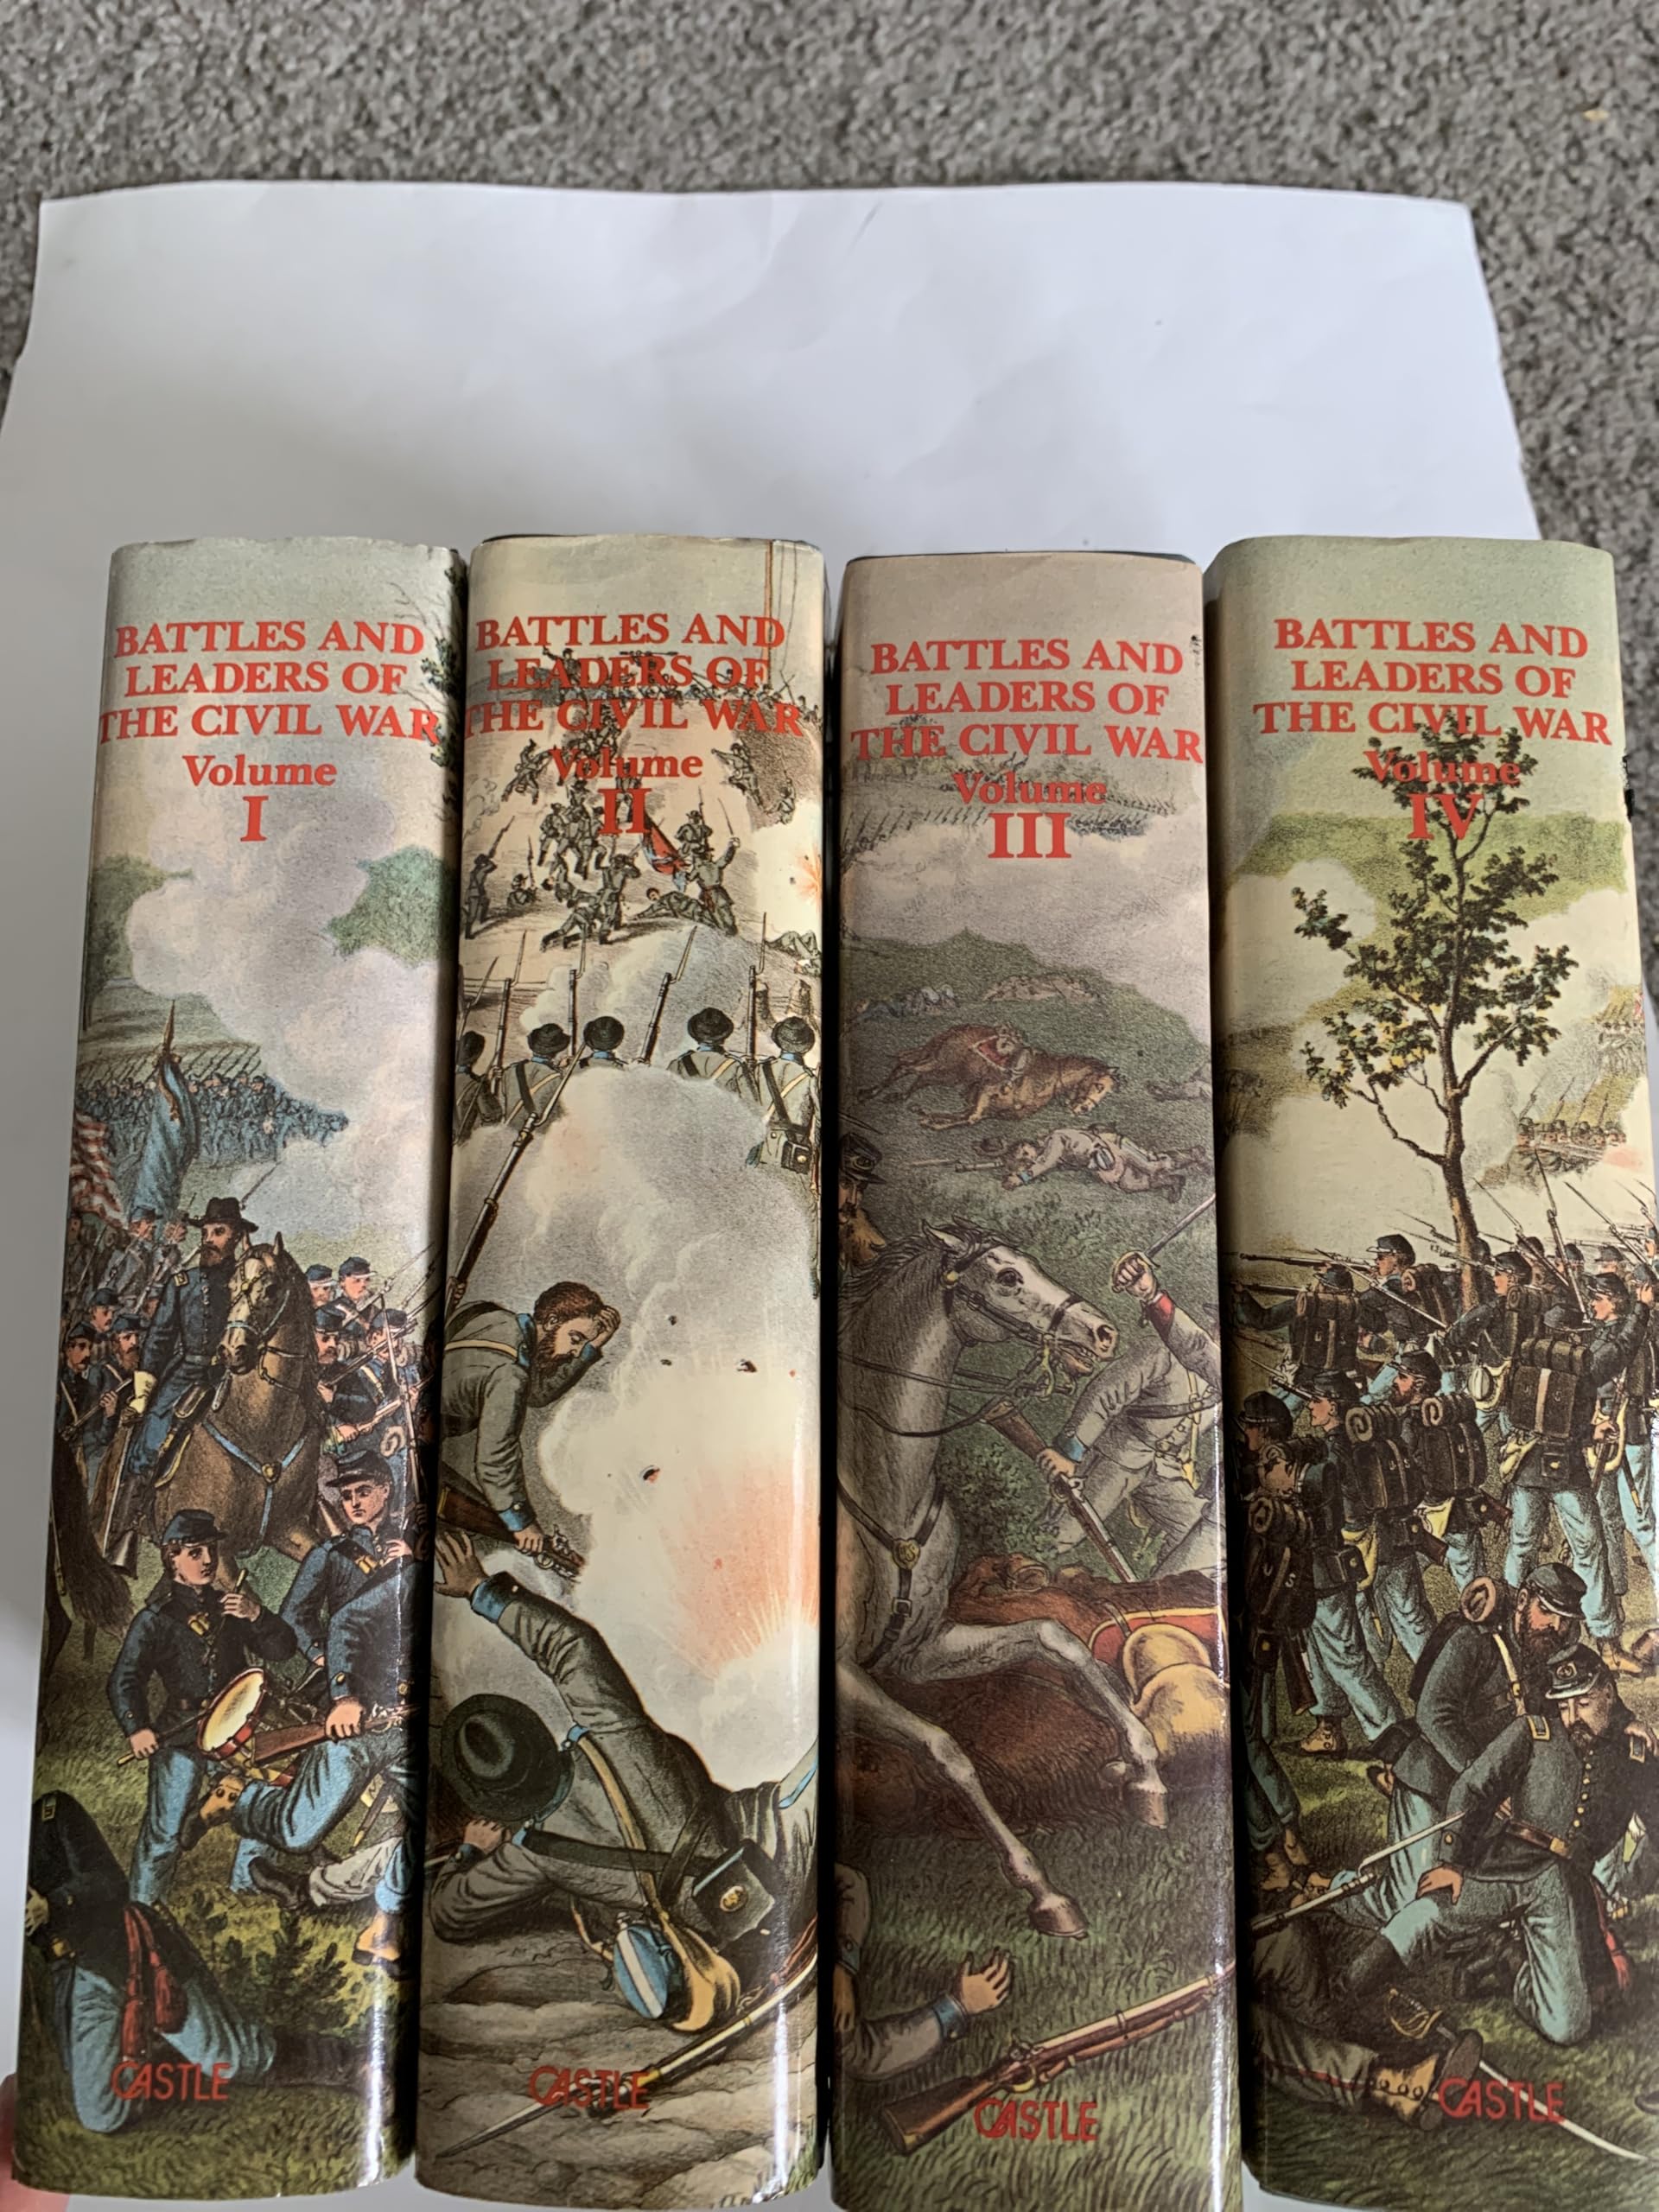 BATTLES AND
LEADERS OF
THE CIVIL WAR
Volume
I
CASTLE
BATTLES AND
LEADERS OF
THE CIVIL WAR
Volume
II
CASTLE
BATTLES AND
LEADERS OF
THE CIVIL WAR
Volume
III
CASTLE
BATTLES AND
LEADERS OF
THE CIVIL WAR
Volume
IV
CASTLE